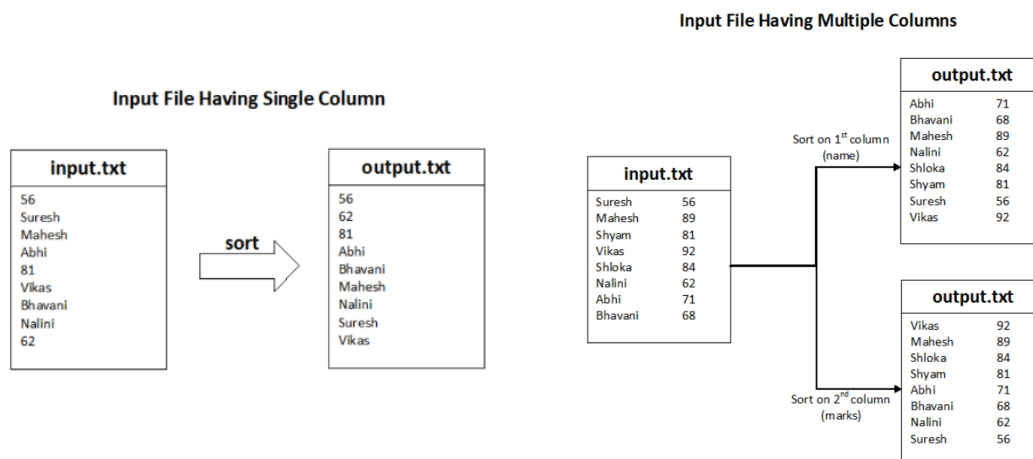 Input File Having Single Column
input.txt
56
Suresh
Mahesh
Abhi
81
Vikas
Bhavani
Nalini
62
sort
output.txt
56
62
81
Abhi
Bhavani
Mahesh
Nalini
Suresh
Vikas
Input File Having Multiple Columns
input.txt
Suresh 56
Mahesh 89
Shyam 81
Vikas 92
Shloka 84
Nalini 62
Abhi 71
Bhavani 68
Sort on 1st column
(name)
output.txt
Abhi 71
Bhavani 68
Mahesh 89
Nalini 62
Shloka 84
Shyam 81
Suresh 56
Vikas 92
Sort on 2nd column
(marks)
output.txt
Vikas 92
Mahesh 89
Shloka 84
Shyam 81
Abhi 71
Bhavani 68
Nalini 62
Suresh 56